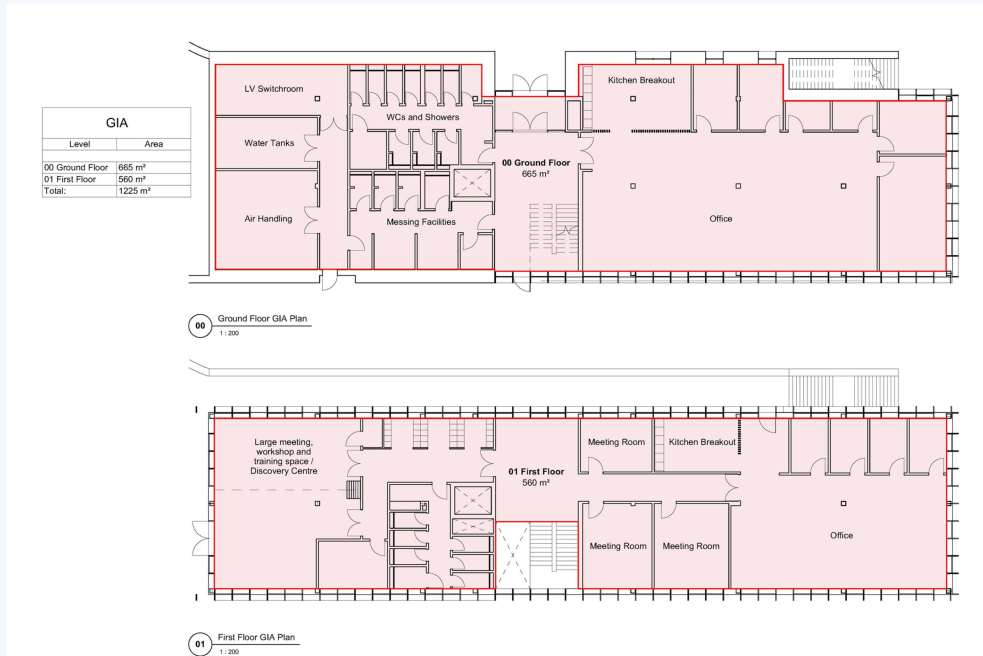 GIA
Level Area
00 Ground Floor 665 m²
01 First Floor 560 m²
Total: 1225 m²
LV Switchroom
Water Tanks
Air Handling
WCs and Showers
Messing Facilities
00 Ground Floor
665 m²
Kitchen Breakout
Office
00
Ground Floor GIA Plan
1 : 200
Large meeting,
workshop and
training space /
Discovery Centre
01 First Floor
560 m²
Meeting Room
Kitchen Breakout
Meeting Room
Meeting Room
Office
01
First Floor GIA Plan
1 : 200